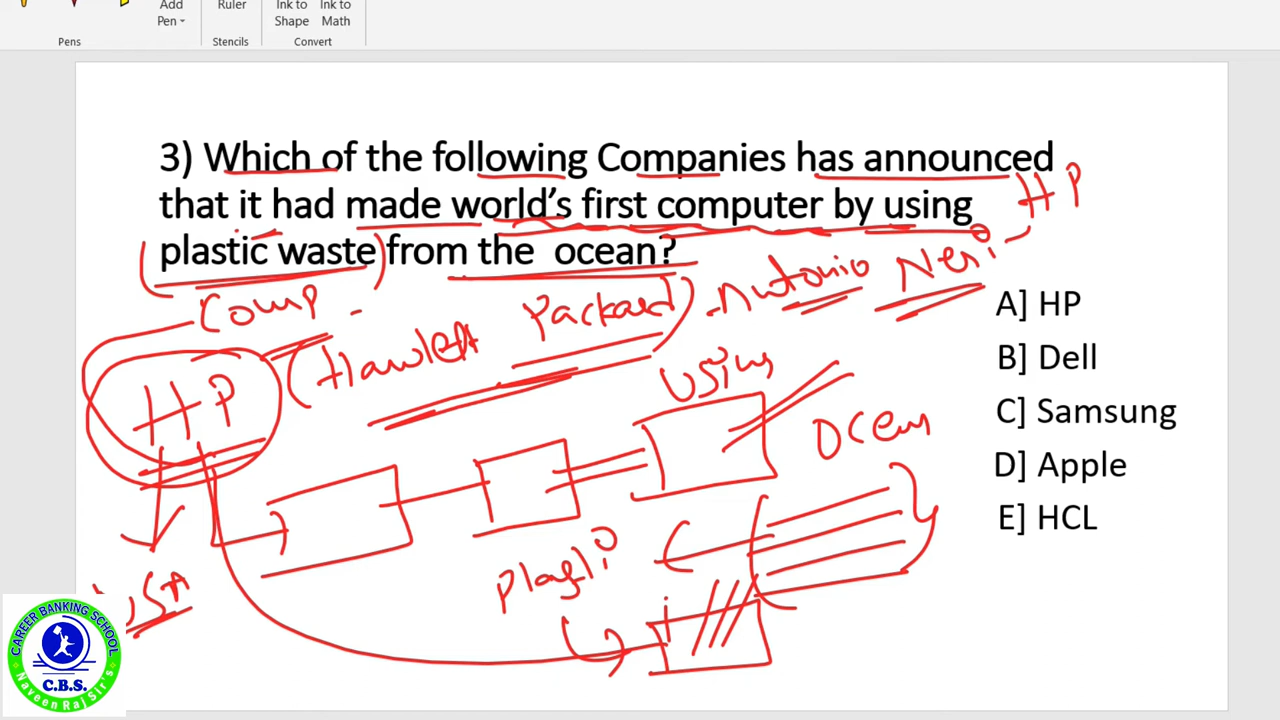 Add
Pen
Ruler
Ink to
Shape
Ink to
Math
Pens
Stencils
Convert
3) Which of the following Companies has announced
that it had made world's first computer by using
plastic waste from the ocean?
HP
Comp
(Hawlett Packard)
Antonio Neri
HP
Using
Ocean
Plastic
USA
A] HP
B] Dell
C] Samsung
D] Apple
E] HCL
CAREER BANKING SCHOOL
C.B.S.
Naveen Raj Sir's